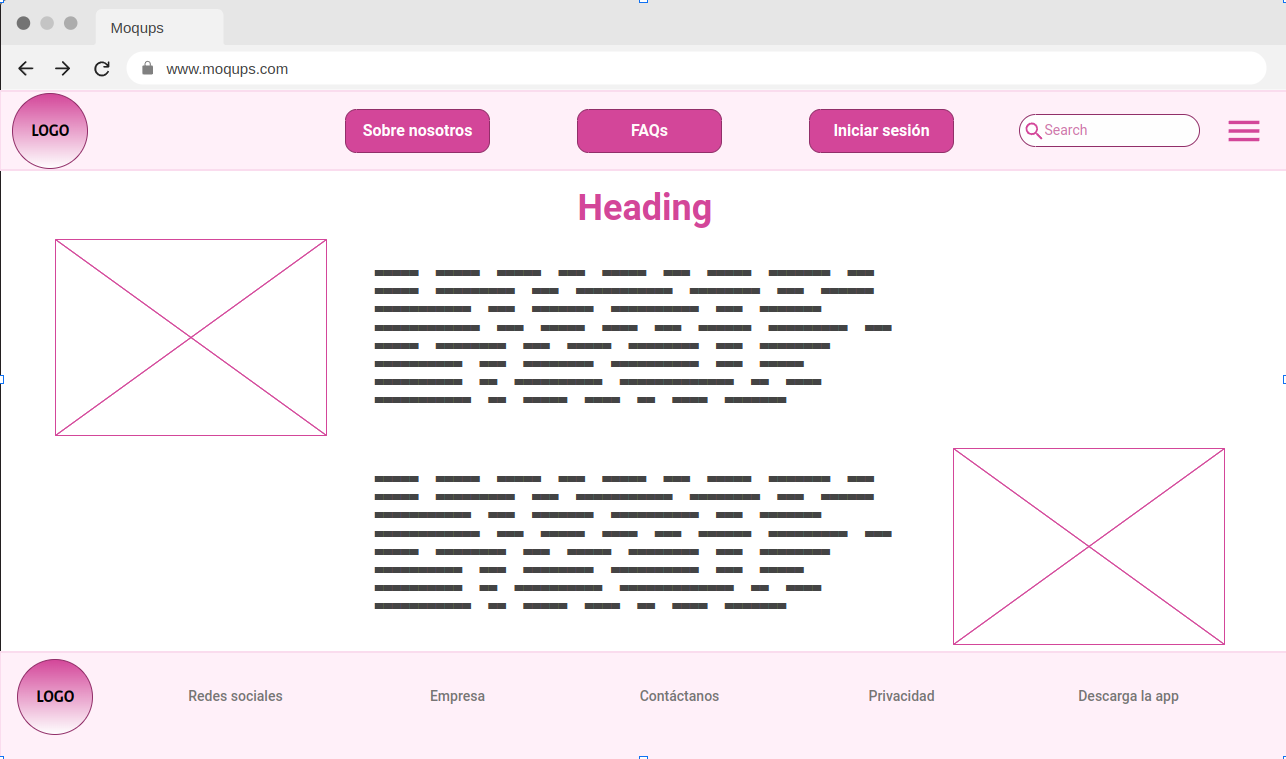 Moqups
www.moqups.com
LOGO
Sobre nosotros
FAQs
Iniciar sesión
Search
Heading
LOGO
Redes sociales
Empresa
Contáctanos
Privacidad
Descarga la app